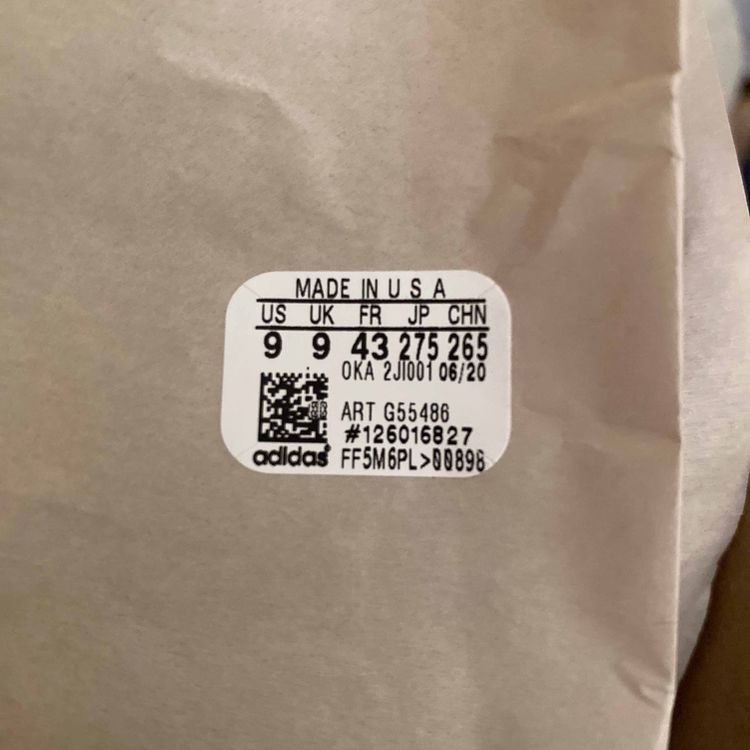 MADE IN U S A
US UK FR JP CHN
9 9 43 275 265
OKA 2JI001 06/20
ART G55486
#126016827
adidas® FF5M6PL>00898